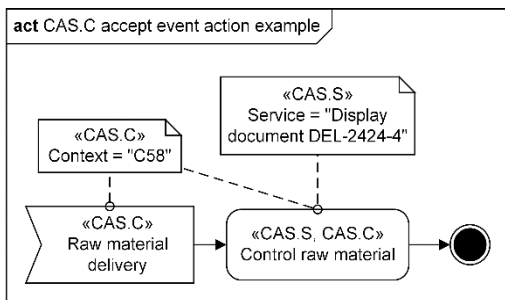 act CAS.C accept event action example
«CAS.S»
Service = "Display
document DEL-2424-4"
«CAS.C»
Context = "C58"
«CAS.C»
Raw material
delivery
«CAS.S, CAS.C»
Control raw material